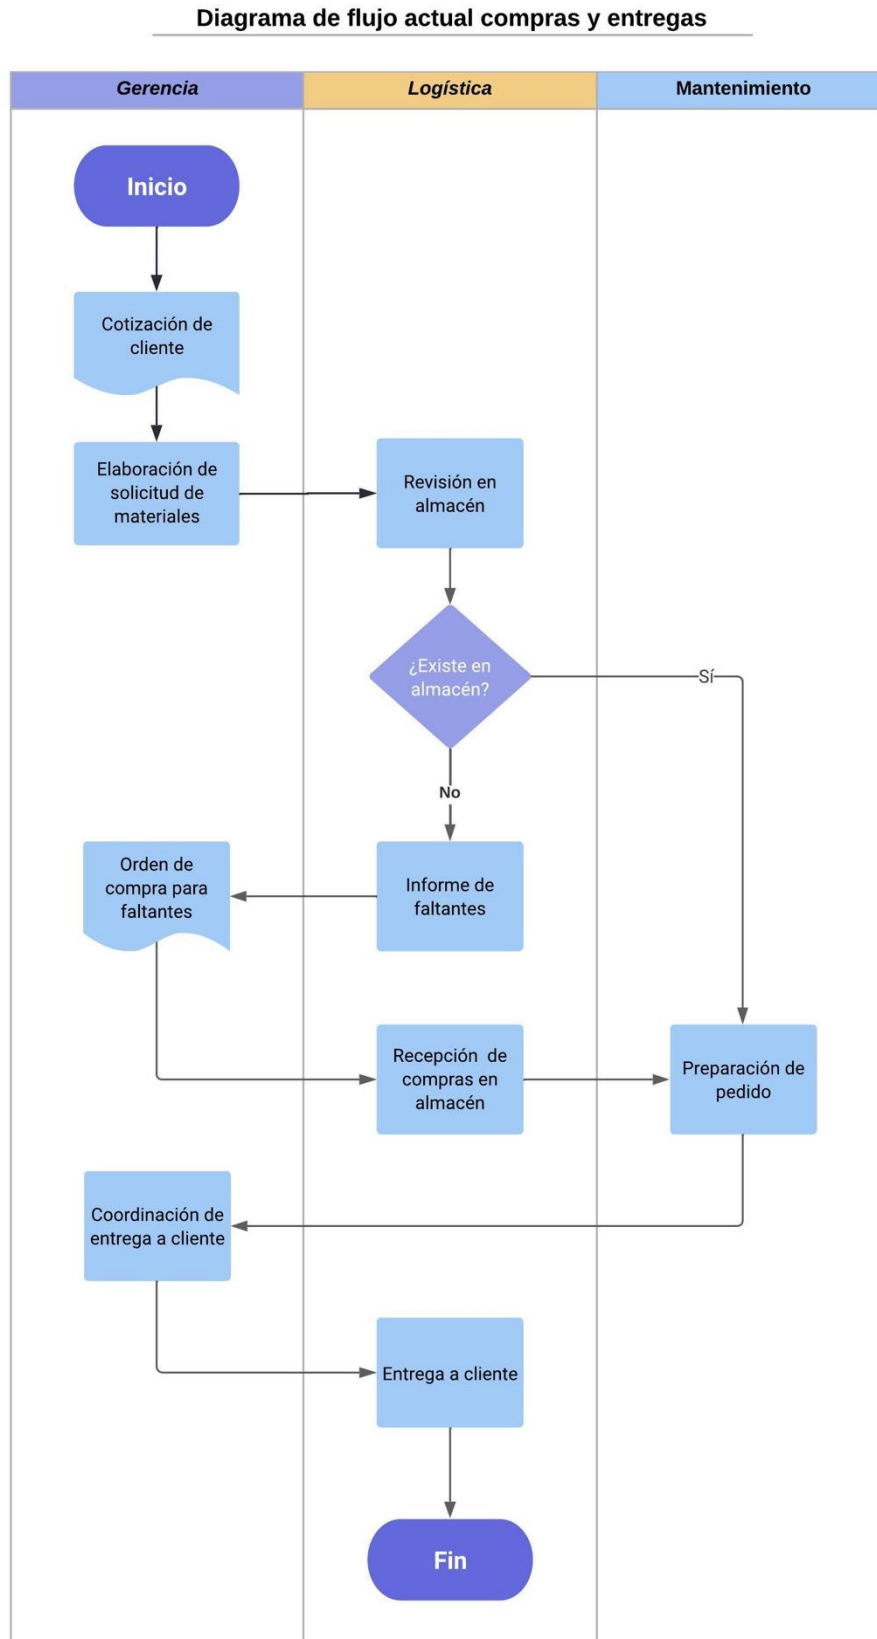 Diagrama de flujo actual compras y entregas
Gerencia
Logística
Mantenimiento
Inicio
Cotización de
cliente
Elaboración de
solicitud de
materiales
Revisión en
almacén
¿Existe en
almacén?
Sí
No
Orden de
compra para
faltantes
Informe de
faltantes
Recepción de
compras en
almacén
Preparación de
pedido
Coordinación de
entrega a cliente
Entrega a cliente
Fin